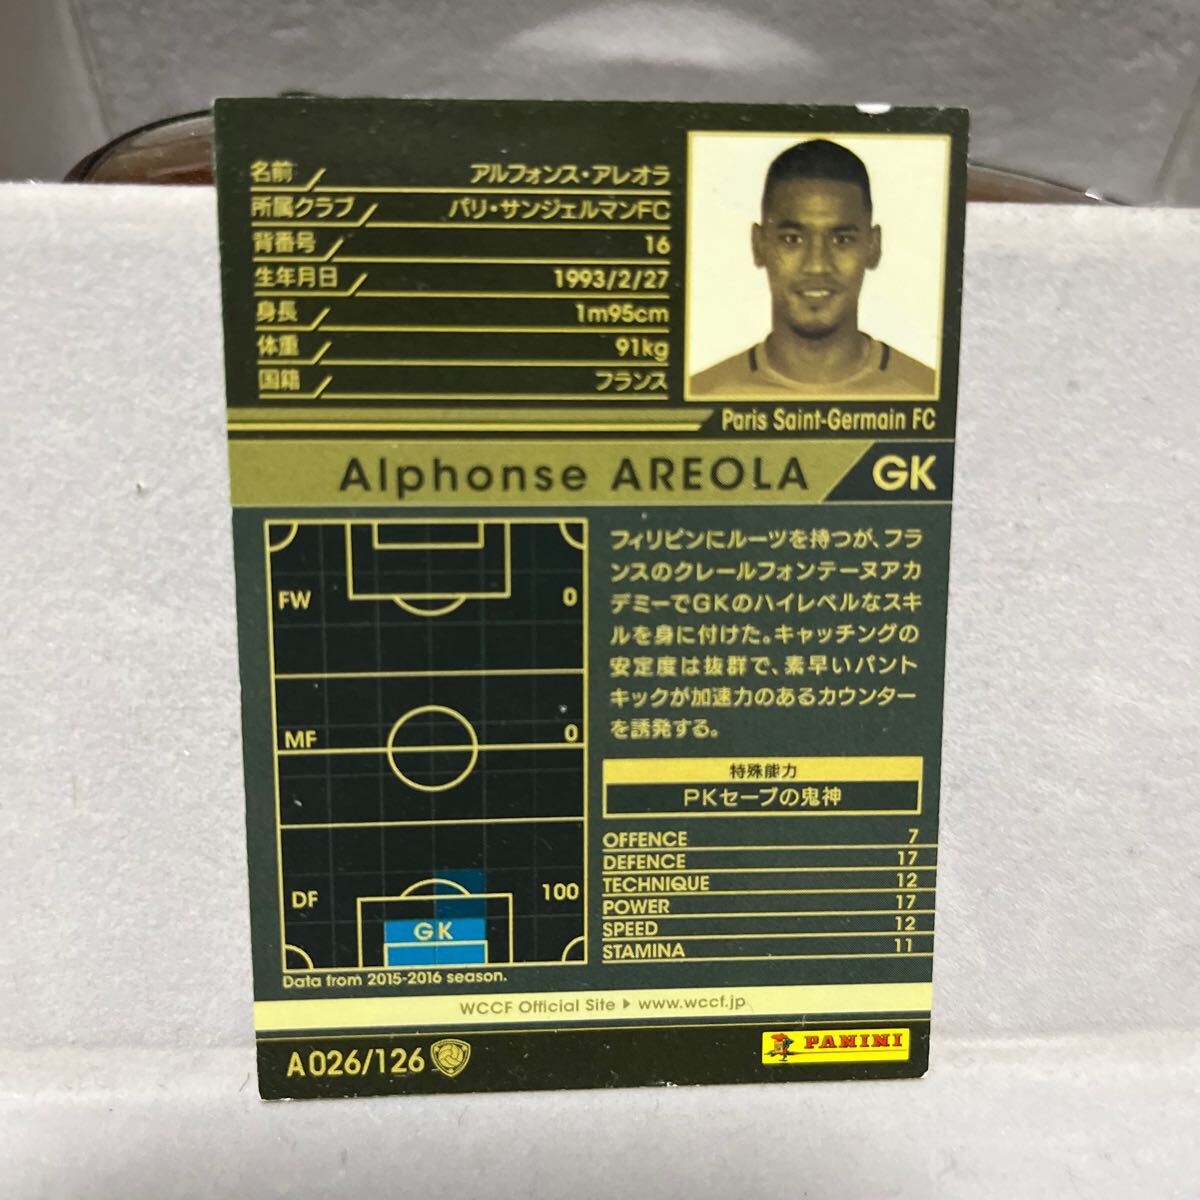 名前 アルフォンス・アレオラ
所属クラブ パリ・サンジェルマンFC
背番号 16
生年月日 1993/2/27
身長 1m95cm
体重 91kg
国籍 フランス
Paris Saint-Germain FC
Alphonse AREOLA GK
FW 0
MF 0
DF 100
GK
Data from 2015-2016 season.
フィリピンにルーツを持つが、フラ
ンスのクレールフォンテーヌアカ
デミーでGKのハイレベルなスキ
ルを身に付けた。キャッチングの
安定度は抜群で、素早いパント
キックが加速力のあるカウンター
を誘発する。
特殊能力
PKセーブの鬼神
OFFENCE 7
DEFENCE 17
TECHNIQUE 12
POWER 17
SPEED 12
STAMINA 11
WCCF Official Site ▶ www.wccf.jp
A026/126
PANINI